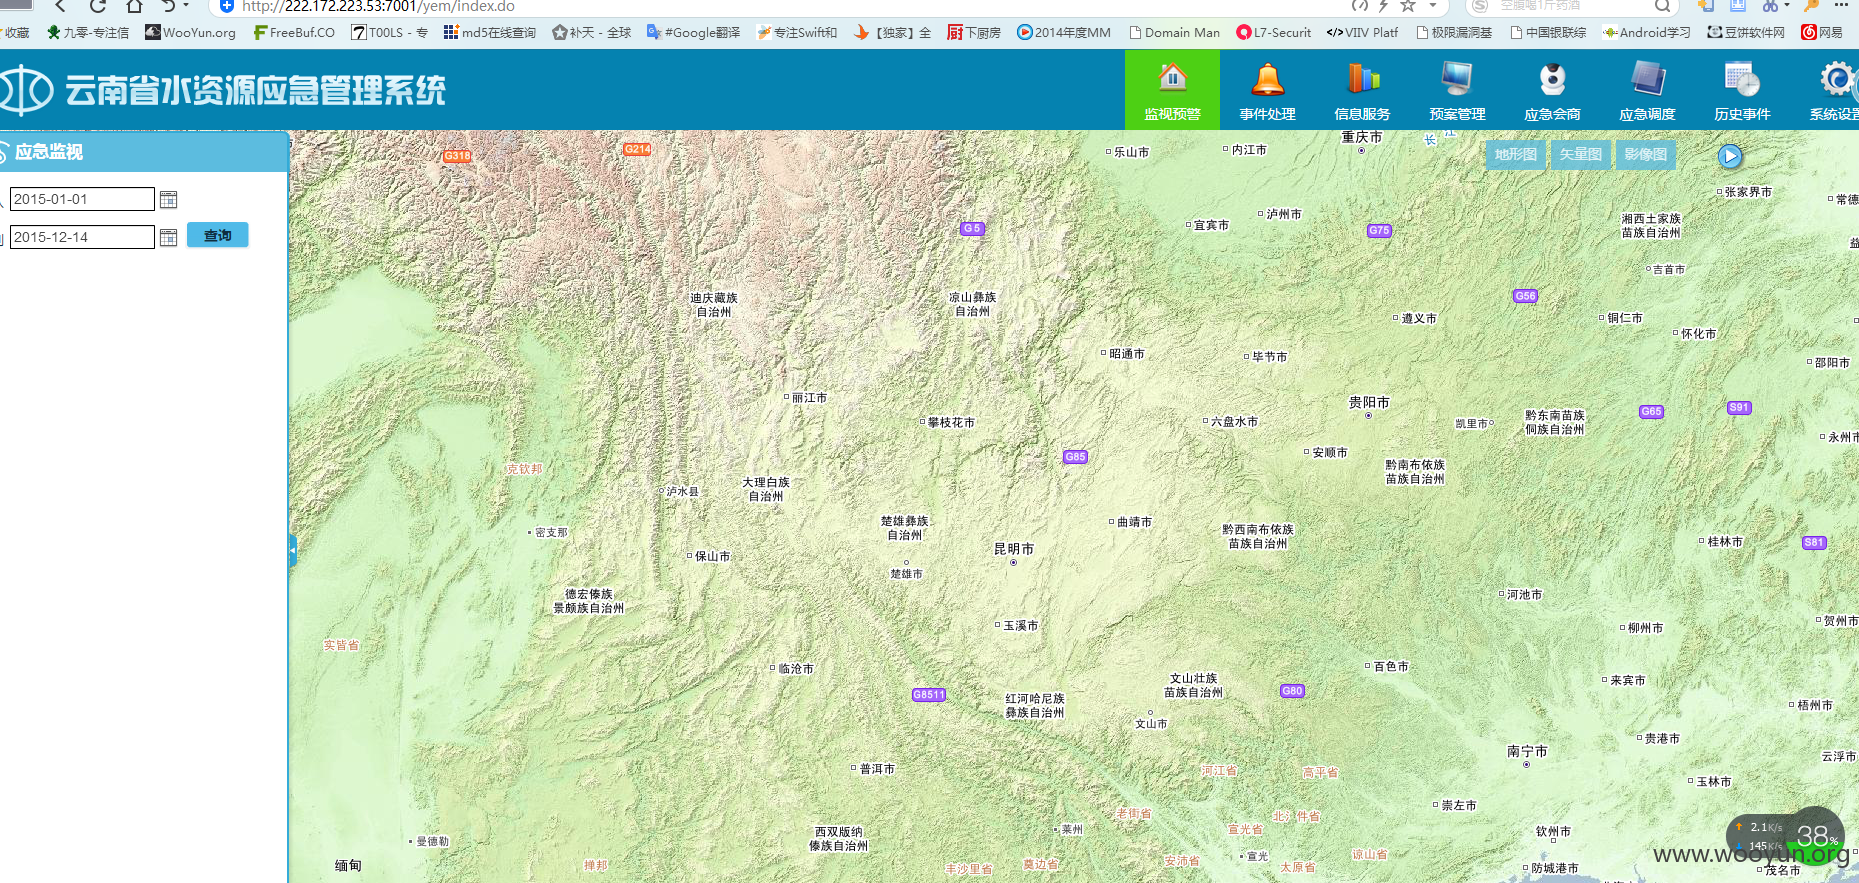 http://222.172.223.53:7001/yem/index.do
空腹喝1斤药酒
收藏 九零-专注信 WooYun.org FreeBuf.CO T00LS - 专 md5在线查询 补天 - 全球 #Google翻译 专注Swift和 【独家】全 下厨房 2014年度MM Domain Man L7-Securit VIIV Platf 极限漏洞基 中国银联综 Android学习 豆饼软件网 网易
云南省水资源应急管理系统
监视预警 事件处理 信息服务 预案管理 应急会商 应急调度 历史事件 系统设置
应急监视
2015-01-01
2015-12-14 查询
地形图 矢量图 影像图
G318
G214
乐山市
内江市
重庆市
长 江
张家界市
常德
宜宾市
泸州市
G5
G75
湘西土家族
苗族自治州
益
吉首市
迪庆藏族
自治州
凉山彝族
自治州
G56
遵义市
铜仁市
怀化市
昭通市
毕节市
邵阳市
丽江市
攀枝花市
六盘水市
贵阳市
凯里市
黔东南苗族
侗族自治州
G65
S91
永州市
G85
安顺市
克钦邦
黔南布依族
苗族自治州
泸水县
大理白族
自治州
密支那
楚雄彝族
自治州
曲靖市
黔西南布依族
苗族自治州
桂林市
S81
保山市
昆明市
楚雄市
德宏傣族
景颇族自治州
河池市
玉溪市
柳州市
贺州市
实皆省
临沧市
百色市
文山壮族
苗族自治州
来宾市
G8511
红河哈尼族
彝族自治州
G80
文山市
梧州市
贵港市
南宁市
云浮市
普洱市
河江省
高平省
玉林市
崇左市
老街省
北 件省
宣光省
莱州
钦州市
西双版纳
傣族自治州
曼德勒
缅甸
掸邦
丰沙里省
奠边省
安沛省
宣光
太原省
谅山省
防城港市
茂名市
2.1K/s
145K/s
38%
www.wooyun.org